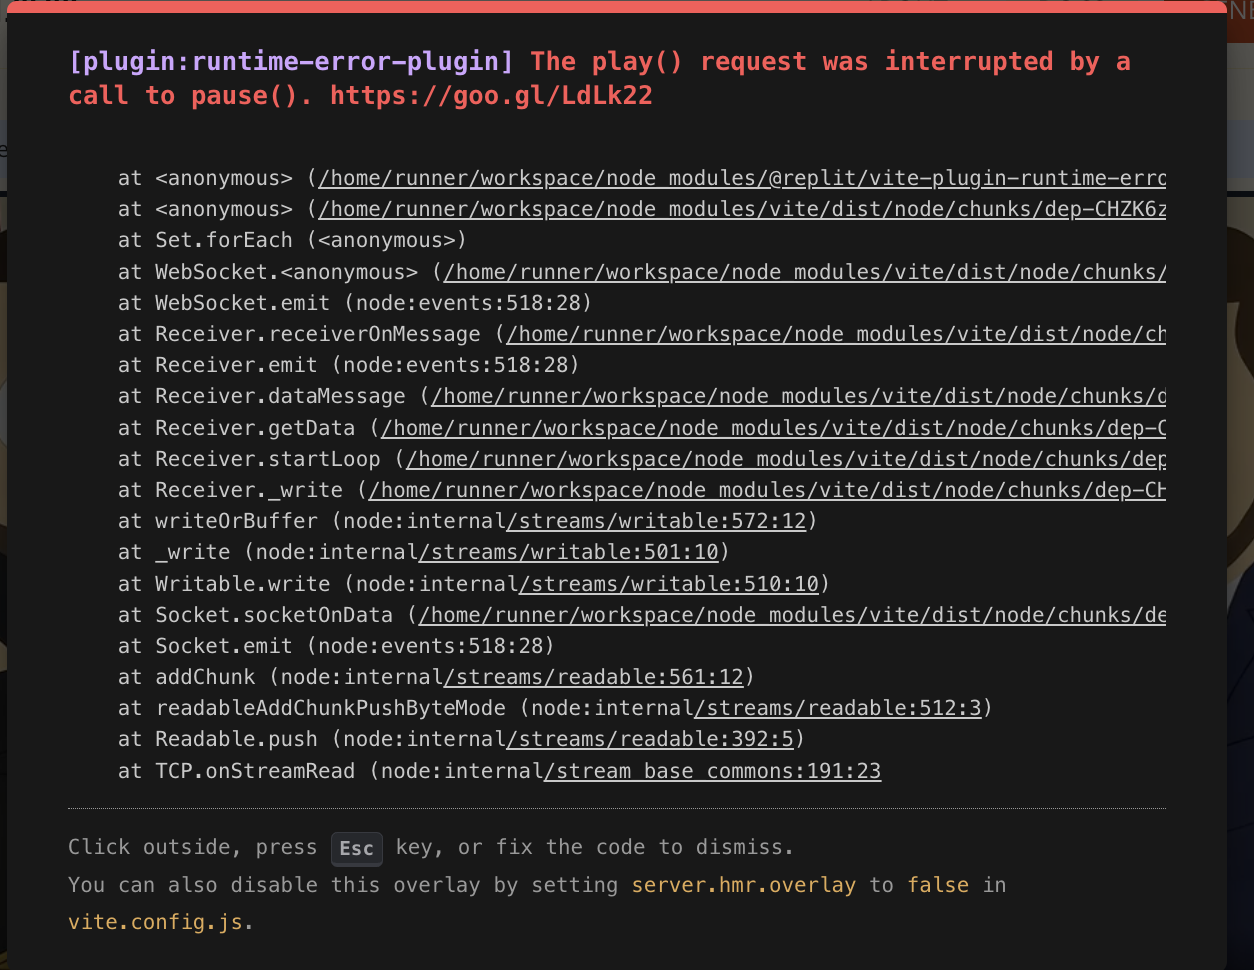 [plugin:runtime-error-plugin] The play() request was interrupted by a
call to pause(). https://goo.gl/LdLk22
at <anonymous> (/home/runner/workspace/node_modules/@replit/vite-plugin-runtime-erro
at <anonymous> (/home/runner/workspace/node_modules/vite/dist/node/chunks/dep-CHZK6z
at Set.forEach (<anonymous>)
at WebSocket.<anonymous> (/home/runner/workspace/node_modules/vite/dist/node/chunks/
at WebSocket.emit (node:events:518:28)
at Receiver.receiverOnMessage (/home/runner/workspace/node_modules/vite/dist/node/ch
at Receiver.emit (node:events:518:28)
at Receiver.dataMessage (/home/runner/workspace/node_modules/vite/dist/node/chunks/d
at Receiver.getData (/home/runner/workspace/node_modules/vite/dist/node/chunks/dep-C
at Receiver.startLoop (/home/runner/workspace/node_modules/vite/dist/node/chunks/dep
at Receiver._write (/home/runner/workspace/node_modules/vite/dist/node/chunks/dep-CH
at writeOrBuffer (node:internal/streams/writable:572:12)
at _write (node:internal/streams/writable:501:10)
at Writable.write (node:internal/streams/writable:510:10)
at Socket.socketOnData (/home/runner/workspace/node_modules/vite/dist/node/chunks/de
at Socket.emit (node:events:518:28)
at addChunk (node:internal/streams/readable:561:12)
at readableAddChunkPushByteMode (node:internal/streams/readable:512:3)
at Readable.push (node:internal/streams/readable:392:5)
at TCP.onStreamRead (node:internal/stream_base_commons:191:23
Click outside, press Esc key, or fix the code to dismiss.
You can also disable this overlay by setting server.hmr.overlay to false in
vite.config.js.